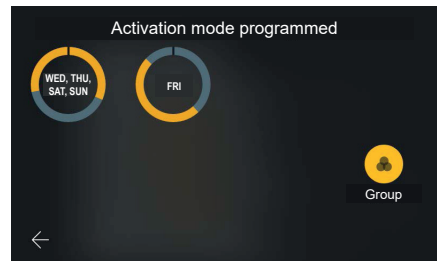 Activation mode programmed
WED, THU,
SAT, SUN
FRI
Group